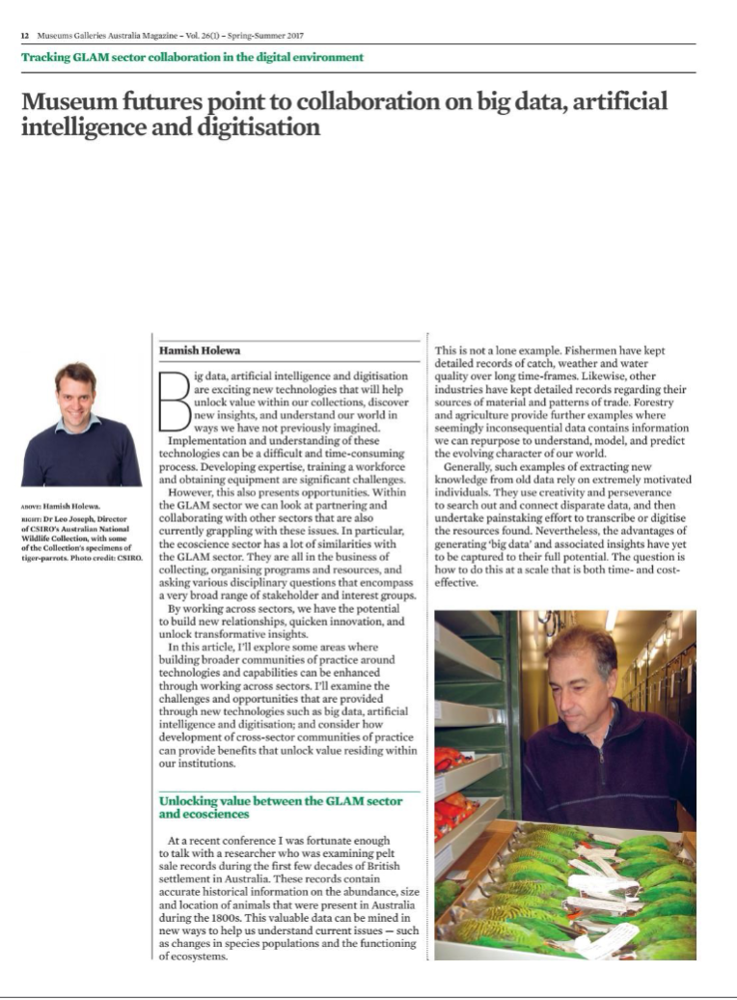 12 Museums Galleries Australia Magazine – Vol. 26(1) – Spring-Summer 2017
Tracking GLAM sector collaboration in the digital environment
Museum futures point to collaboration on big data, artificial
intelligence and digitisation
ABOVE: Hamish Holewa.
RIGHT: Dr Leo Joseph, Director
of CSIRO's Australian National
Wildlife Collection, with some
of the Collection's specimens of
tiger-parrots. Photo credit: CSIRO.
Hamish Holewa
Big data, artificial intelligence and digitisation
are exciting new technologies that will help
unlock value within our collections, discover
new insights, and understand our world in
ways we have not previously imagined.
Implementation and understanding of these
technologies can be a difficult and time-consuming
process. Developing expertise, training a workforce
and obtaining equipment are significant challenges.
However, this also presents opportunities. Within
the GLAM sector we can look at partnering and
collaborating with other sectors that are also
currently grappling with these issues. In particular,
the ecoscience sector has a lot of similarities with
the GLAM sector. They are all in the business of
collecting, organising programs and resources, and
asking various disciplinary questions that encompass
a very broad range of stakeholder and interest groups.
By working across sectors, we have the potential
to build new relationships, quicken innovation, and
unlock transformative insights.
In this article, I'll explore some areas where
building broader communities of practice around
technologies and capabilities can be enhanced
through working across sectors. I'll examine the
challenges and opportunities that are provided
through new technologies such as big data, artificial
intelligence and digitisation; and consider how
development of cross-sector communities of practice
can provide benefits that unlock value residing within
our institutions.
Unlocking value between the GLAM sector
and ecosciences
At a recent conference I was fortunate enough
to talk with a researcher who was examining pelt
sale records during the first few decades of British
settlement in Australia. These records contain
accurate historical information on the abundance, size
and location of animals that were present in Australia
during the 1800s. This valuable data can be mined in
new ways to help us understand current issues — such
as changes in species populations and the functioning
of ecosystems.
This is not a lone example. Fishermen have kept
detailed records of catch, weather and water
quality over long time-frames. Likewise, other
industries have kept detailed records regarding their
sources of material and patterns of trade. Forestry
and agriculture provide further examples where
seemingly inconsequential data contains information
we can repurpose to understand, model, and predict
the evolving character of our world.
Generally, such examples of extracting new
knowledge from old data rely on extremely motivated
individuals. They use creativity and perseverance
to search out and connect disparate data, and then
undertake painstaking effort to transcribe or digitise
the resources found. Nevertheless, the advantages of
generating 'big data' and associated insights have yet
to be captured to their full potential. The question is
how to do this at a scale that is both time- and cost-
effective.